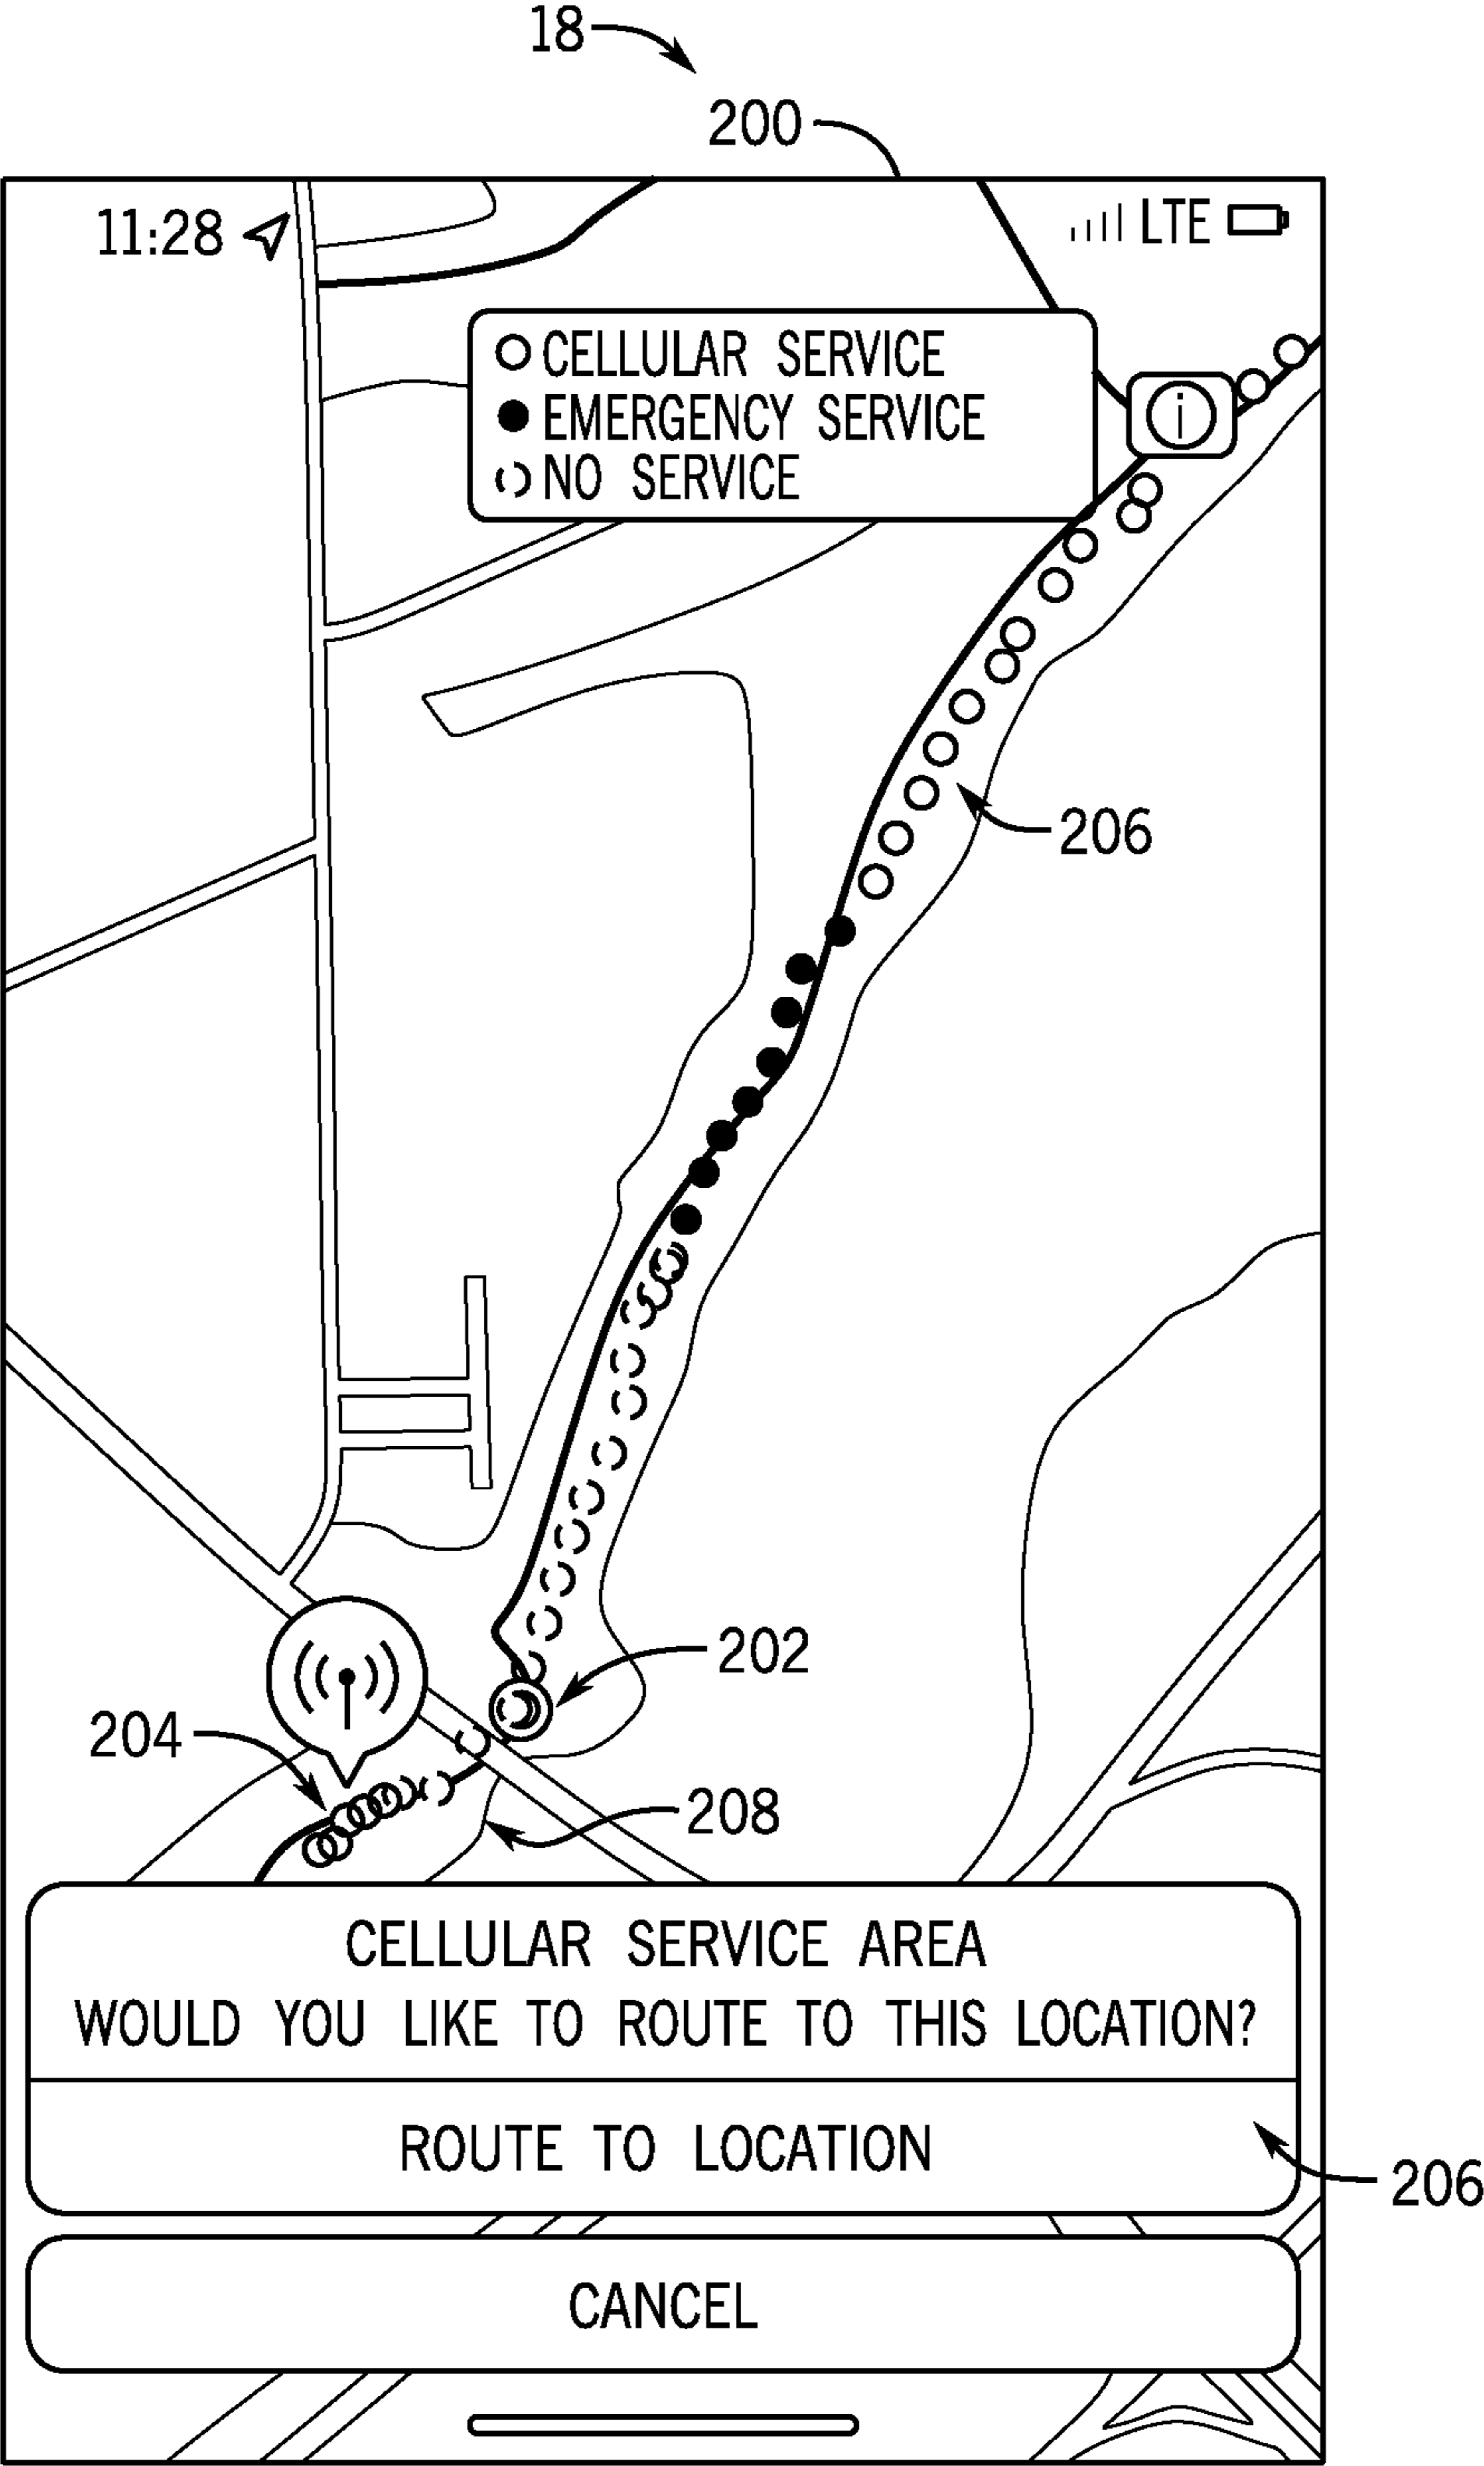 18
200
11:28 LTE
CELLULAR SERVICE
EMERGENCY SERVICE
NO SERVICE
i
206
202
204
208
CELLULAR SERVICE AREA
WOULD YOU LIKE TO ROUTE TO THIS LOCATION?
ROUTE TO LOCATION
206
CANCEL